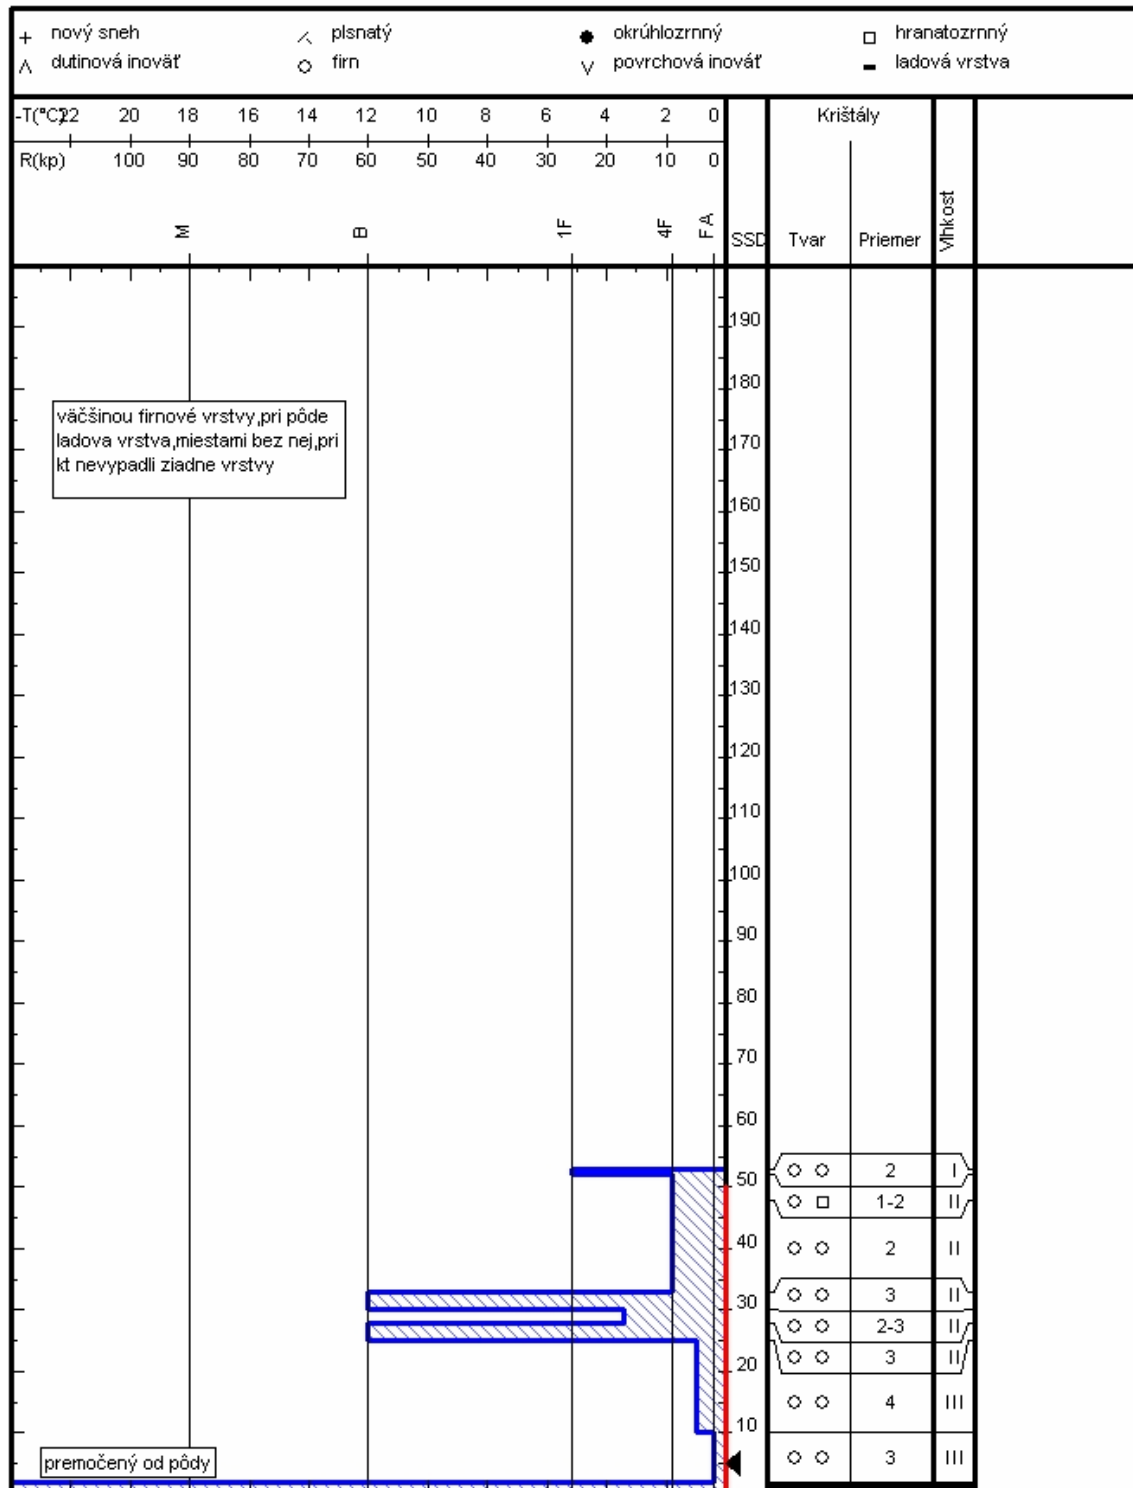 + nový sneh ⁄ plsnatý ● okrúhlozrnný □ hranatozrnný
∧ dutinová inoväť ○ firn ∨ povrchová inoväť ▬ ladová vrstva
-T(°C) 22 20 18 16 14 12 10 8 6 4 2 0 Krištály
R(kp) 100 90 80 70 60 50 40 30 20 10 0
M B 1F 4F FA SSD Tvar Priemer Vlhkost
190
180
väčšinou firnové vrstvy,pri pôde
ladova vrstva,miestami bez nej,pri
kt nevypadli ziadne vrstvy
170
160
150
140
130
120
110
100
90
80
70
60
50 ○ ○ 2 I
○ □ 1-2 II
40 ○ ○ 2 II
30 ○ ○ 3 II
○ ○ 2-3 II
20 ○ ○ 3 II
○ ○ 4 III
10
premočený od pôdy ○ ○ 3 III